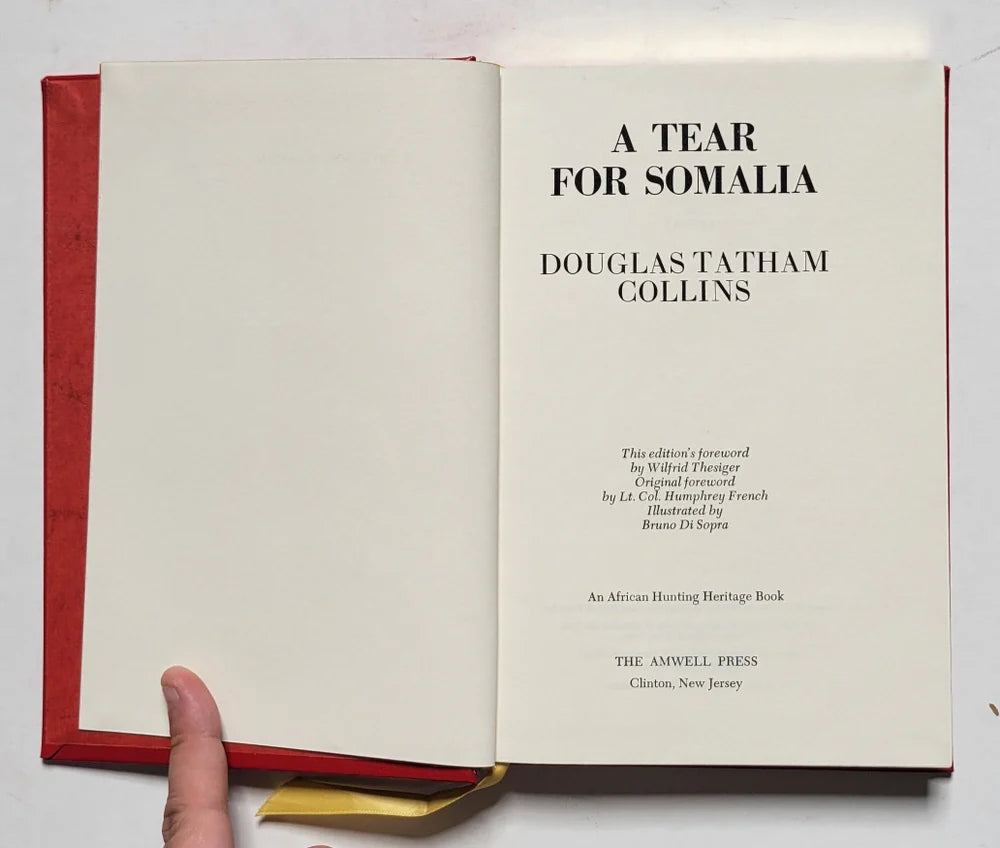 A TEAR
FOR SOMALIA
DOUGLAS TATHAM
COLLINS
This edition's foreword
by Wilfrid Thesiger
Original foreword
by Lt. Col. Humphrey French
Illustrated by
Bruno Di Sopra
An African Hunting Heritage Book
THE AMWELL PRESS
Clinton, New Jersey